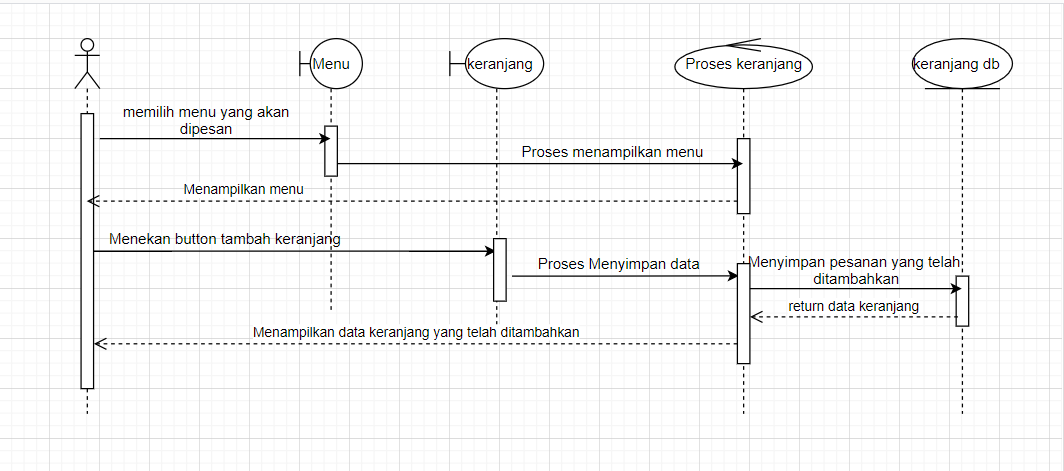 Menu
keranjang
Proses keranjang
keranjang db
memilih menu yang akan
dipesan
Proses menampilkan menu
Menampilkan menu
Menekan button tambah keranjang
Proses Menyimpan data
Menyimpan pesanan yang telah
ditambahkan
return data keranjang
Menampilkan data keranjang yang telah ditambahkan